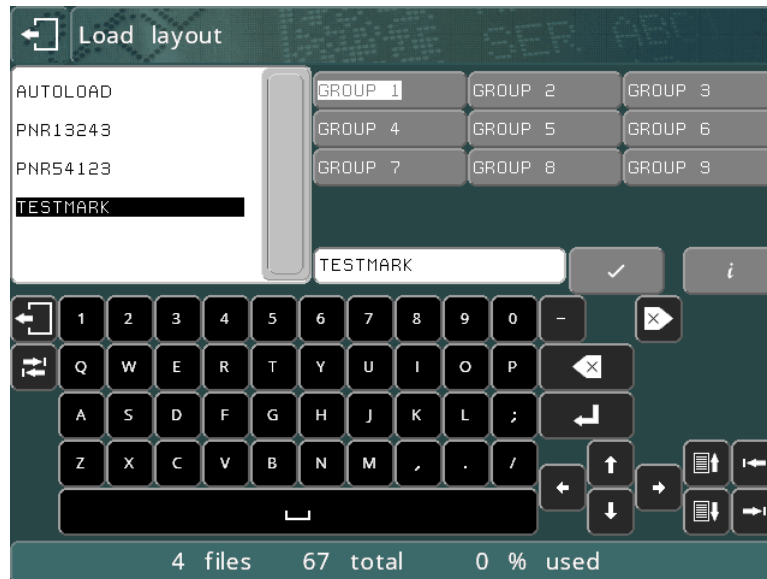 Load layout
AUTOLOAD
PNR13243
PNR54123
TESTMARK
GROUP 1 GROUP 2 GROUP 3
GROUP 4 GROUP 5 GROUP 6
GROUP 7 GROUP 8 GROUP 9
TESTMARK
i
1 2 3 4 5 6 7 8 9 0 -
Q W E R T Y U I O P
A S D F G H J K L ;
Z X C V B N M , . /
4 files 67 total 0 % used